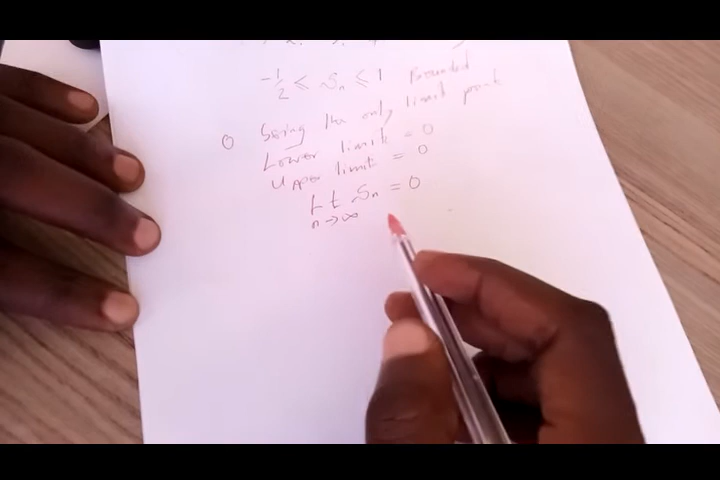 -1/2 ≤ Sn ≤ 1 Bounded
0 being the only limit point
Lower limit = 0
Upper limit = 0
Lt Sn = 0
n→∞